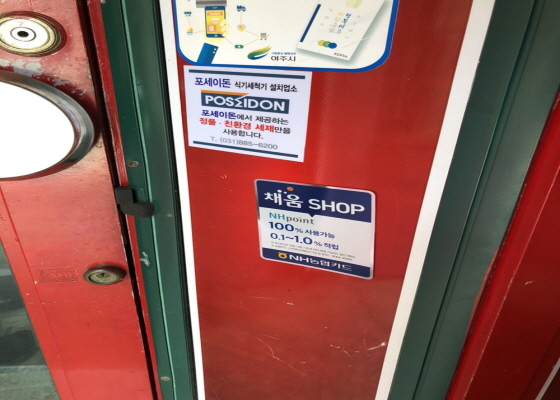 여주시
포세이돈 식기세척기 설치업소
POSEIDON
포세이돈에서 제공하는
정품·친환경 세제만을
사용합니다.
T. (031)885-6200
채움 SHOP
NHpoint
100% 사용가능
0.1~1.0% 적립
NH농협카드